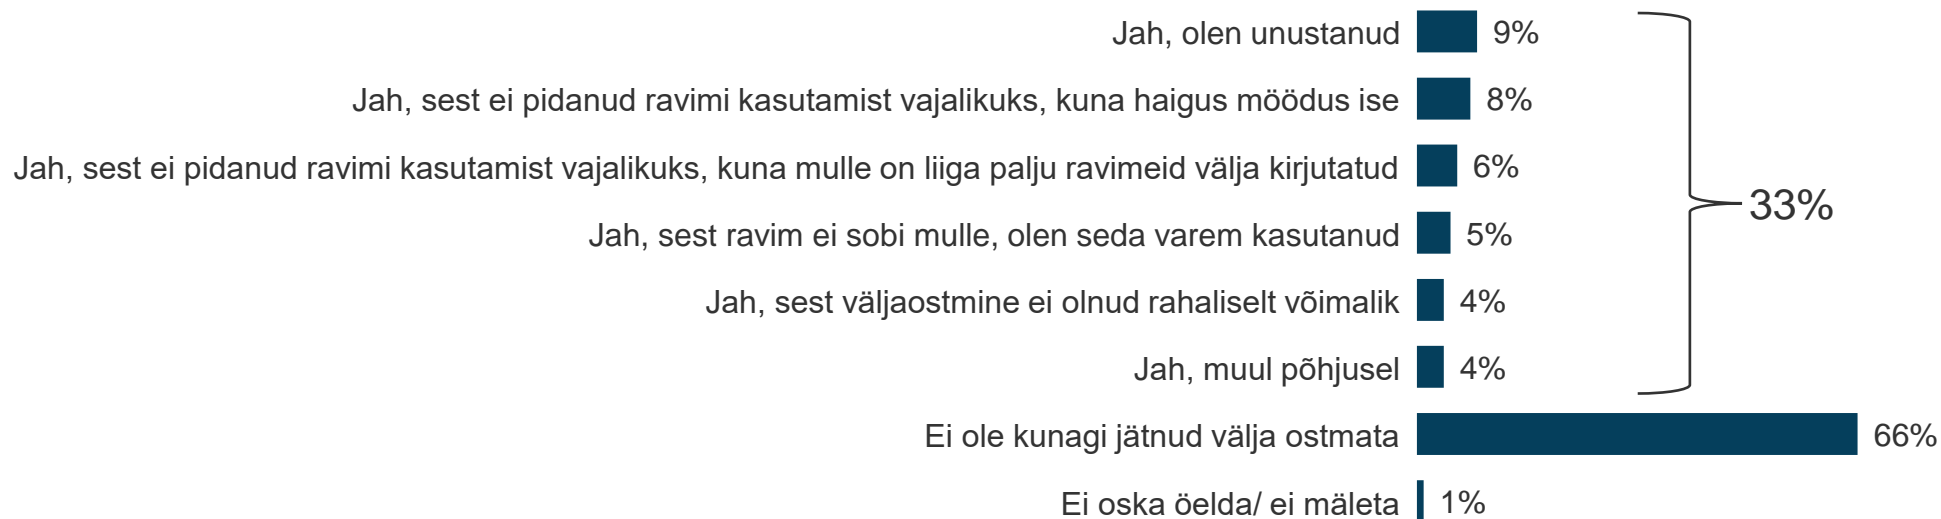 Jah, olen unustanud 9%
Jah, sest ei pidanud ravimi kasutamist vajalikuks, kuna haigus möödus ise 8%
Jah, sest ei pidanud ravimi kasutamist vajalikuks, kuna mulle on liiga palju ravimeid välja kirjutatud 6%
33%
Jah, sest ravim ei sobi mulle, olen seda varem kasutanud 5%
Jah, sest väljaostmine ei olnud rahaliselt võimalik 4%
Jah, muul põhjusel 4%
Ei ole kunagi jätnud välja ostmata 66%
Ei oska öelda/ ei mäleta 1%